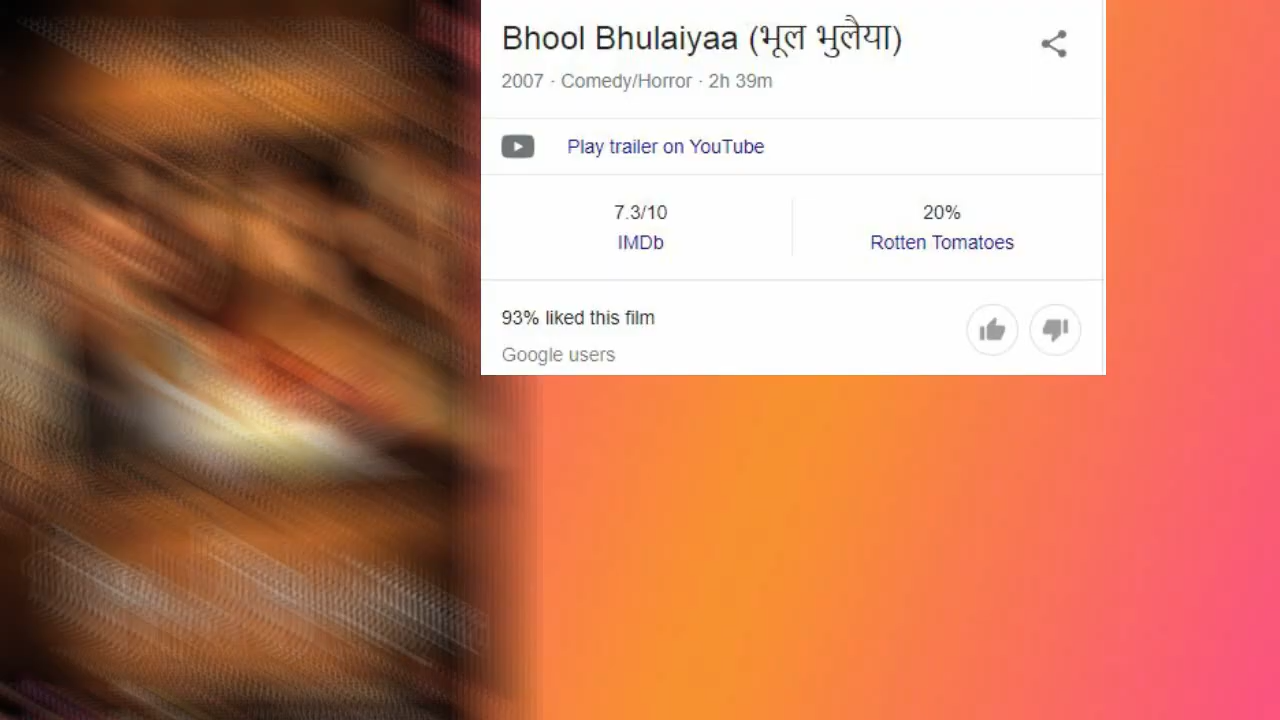 Bhool Bhulaiyaa (भूल भुलैया)
2007 · Comedy/Horror · 2h 39m
Play trailer on YouTube
7.3/10
IMDb
20%
Rotten Tomatoes
93% liked this film
Google users